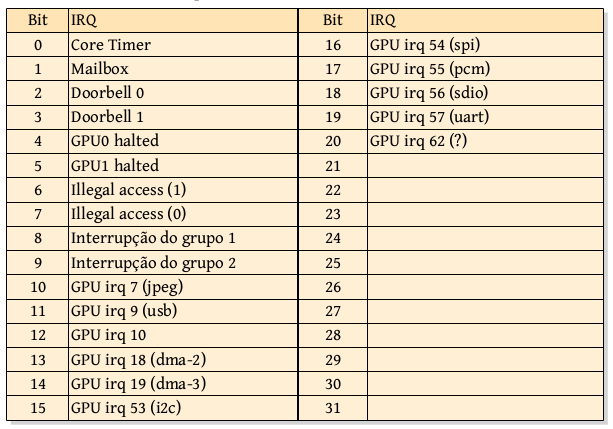 Bit IRQ Bit IRQ
0 Core Timer 16 GPU irq 54 (spi)
1 Mailbox 17 GPU irq 55 (pcm)
2 Doorbell 0 18 GPU irq 56 (sdio)
3 Doorbell 1 19 GPU irq 57 (uart)
4 GPU0 halted 20 GPU irq 62 (?)
5 GPU1 halted 21
6 Illegal access (1) 22
7 Illegal access (0) 23
8 Interrupção do grupo 1 24
9 Interrupção do grupo 2 25
10 GPU irq 7 (jpeg) 26
11 GPU irq 9 (usb) 27
12 GPU irq 10 28
13 GPU irq 18 (dma-2) 29
14 GPU irq 19 (dma-3) 30
15 GPU irq 53 (i2c) 31